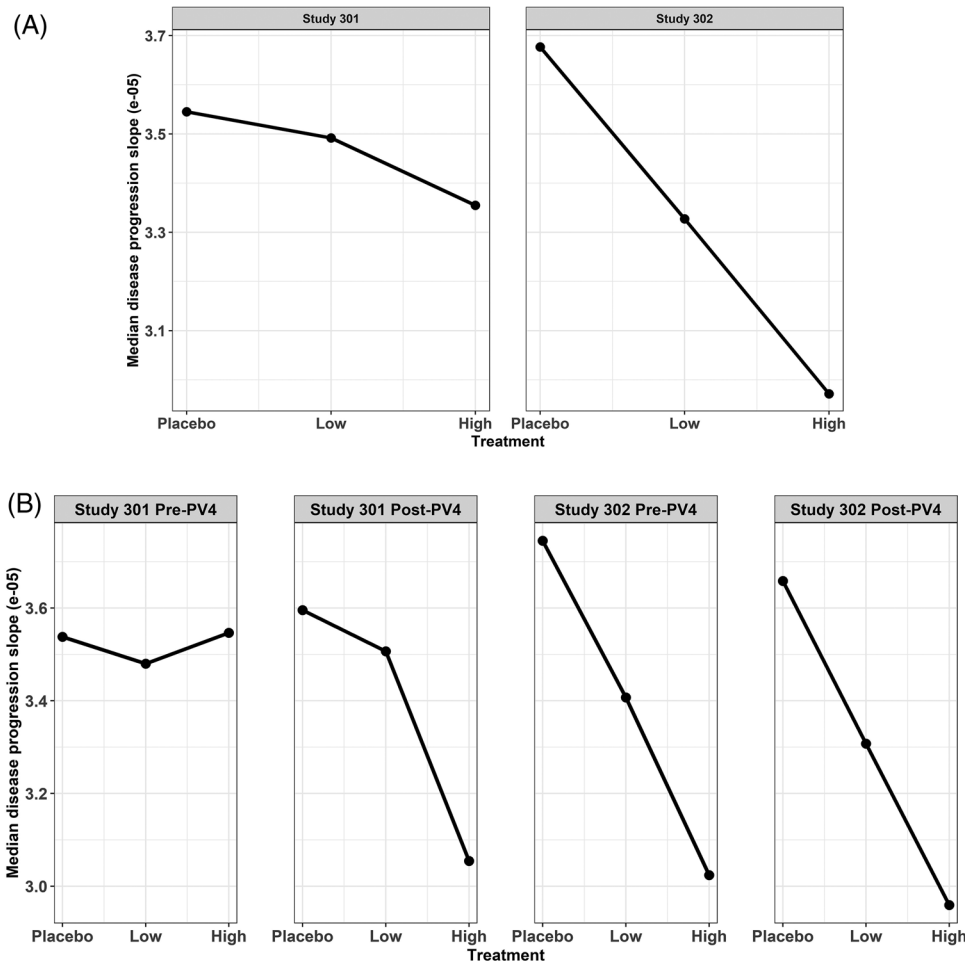 (A)
Study 301
Study 302
Median disease progression slope (e-05)
3.7
3.5
3.3
3.1
Placebo Low High
Placebo Low High
Treatment
(B)
Study 301 Pre-PV4
Study 301 Post-PV4
Study 302 Pre-PV4
Study 302 Post-PV4
Median disease progression slope (e-05)
3.6
3.4
3.2
3.0
Placebo Low High
Placebo Low High
Placebo Low High
Placebo Low High
Treatment